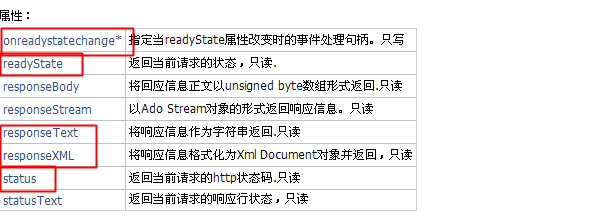 属性：
onreadystatechange* 指定当readyState属性改变时的事件处理句柄。只写
readyState 返回当前请求的状态，只读.
responseBody 将回应信息正文以unsigned byte数组形式返回.只读
responseStream 以Ado Stream对象的形式返回响应信息。只读
responseText 将响应信息作为字符串返回.只读
responseXML 将响应信息格式化为Xml Document对象并返回，只读
status 返回当前请求的http状态码.只读
statusText 返回当前请求的响应行状态，只读